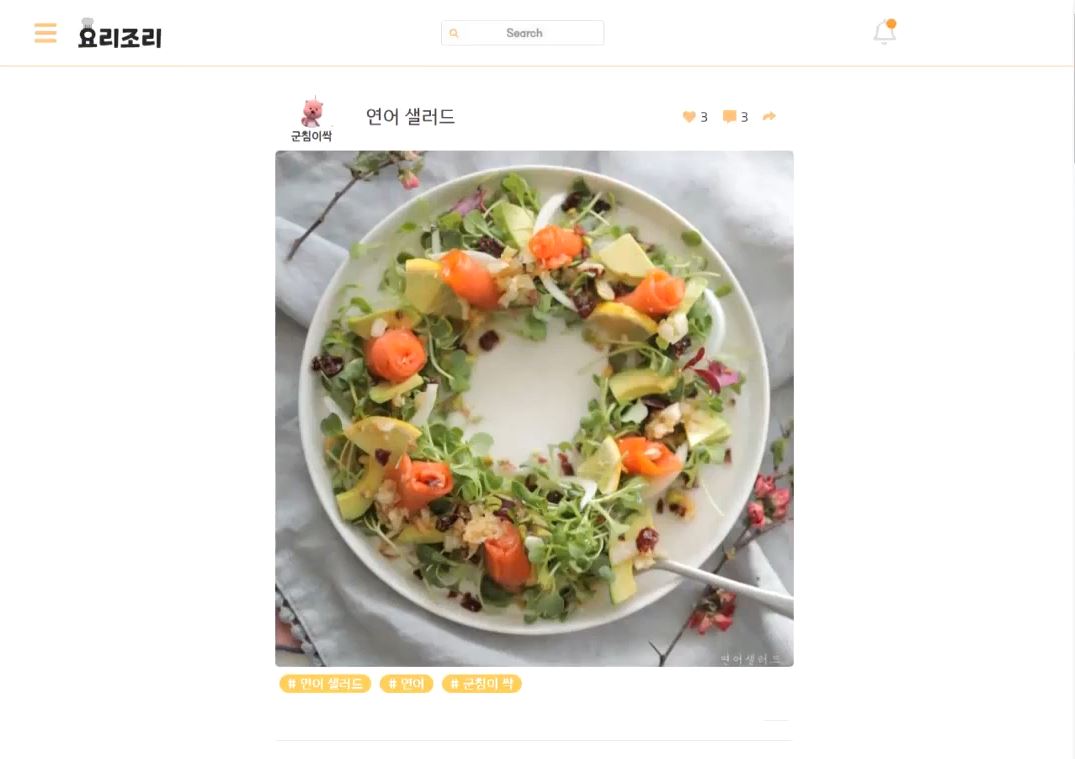 요리조리
Search
군침이싹
연어 샐러드
3
3
연어샐러드
# 연어 샐러드
# 연어
# 군침이 싹